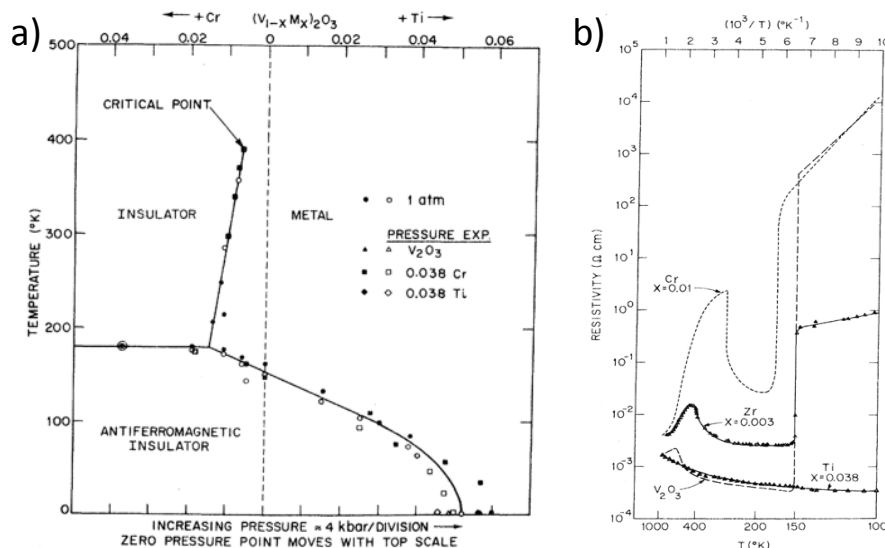 a)
← +Cr (V1-XMX)2O3 +Ti →
0.04 0.02 0 0.02 0.04 0.06
500
400
300
200
100
0
TEMPERATURE (°K)
CRITICAL POINT
INSULATOR
METAL
ANTIFERROMAGNETIC
INSULATOR
● ○ 1 atm
PRESSURE EXP.
▲ △ V2O3
■ □ 0.038 Cr
◆ ◇ 0.038 Ti
INCREASING PRESSURE ≈ 4 kbar/DIVISION →
ZERO PRESSURE POINT MOVES WITH TOP SCALE
b)
(10³/T) (°K⁻¹)
1 2 3 4 5 6 7 8 9 10
10⁵
10⁴
10³
10²
10¹
10⁰
10⁻¹
10⁻²
10⁻³
10⁻⁴
RESISTIVITY (Ω cm)
Cr
X=0.01
Zr
X=0.003
Ti
X=0.038
V2O3
1000 400 200 150 100
T (°K)